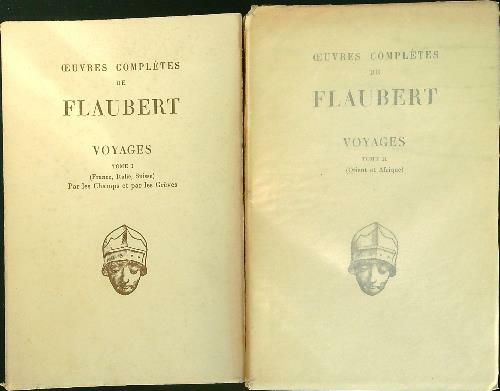 ŒUVRES COMPLÈTES
DE
FLAUBERT
VOYAGES
TOME I
(France, Italie, Suisse)
Par les Champs et par les Grèves
ŒUVRES COMPLÈTES
DE
FLAUBERT
VOYAGES
TOME II
(Orient et Afrique)